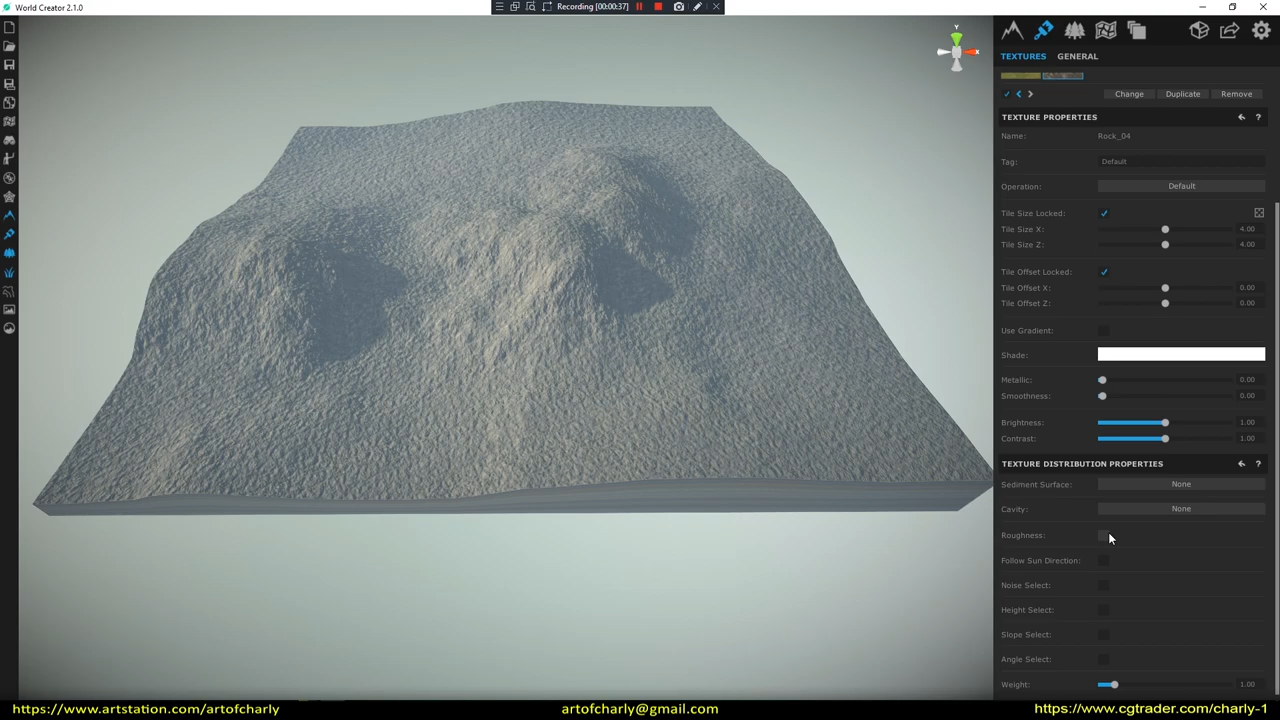 World Creator 2.1.0
Recording [00:00:37]
Y
X
TEXTURES GENERAL
Change Duplicate Remove
TEXTURE PROPERTIES ?
Name: Rock_04
Tag: Default
Operation: Default
Tile Size Locked:
Tile Size X: 4.00
Tile Size Z: 4.00
Tile Offset Locked:
Tile Offset X: 0.00
Tile Offset Z: 0.00
Use Gradient:
Shade:
Metallic: 0.00
Smoothness: 0.00
Brightness: 1.00
Contrast: 1.00
TEXTURE DISTRIBUTION PROPERTIES ?
Sediment Surface: None
Cavity: None
Roughness:
Follow Sun Direction:
Noise Select:
Height Select:
Slope Select:
Angle Select:
Weight: 1.00
https://www.artstation.com/artofcharly artofcharly@gmail.com https://www.cgtrader.com/charly-1